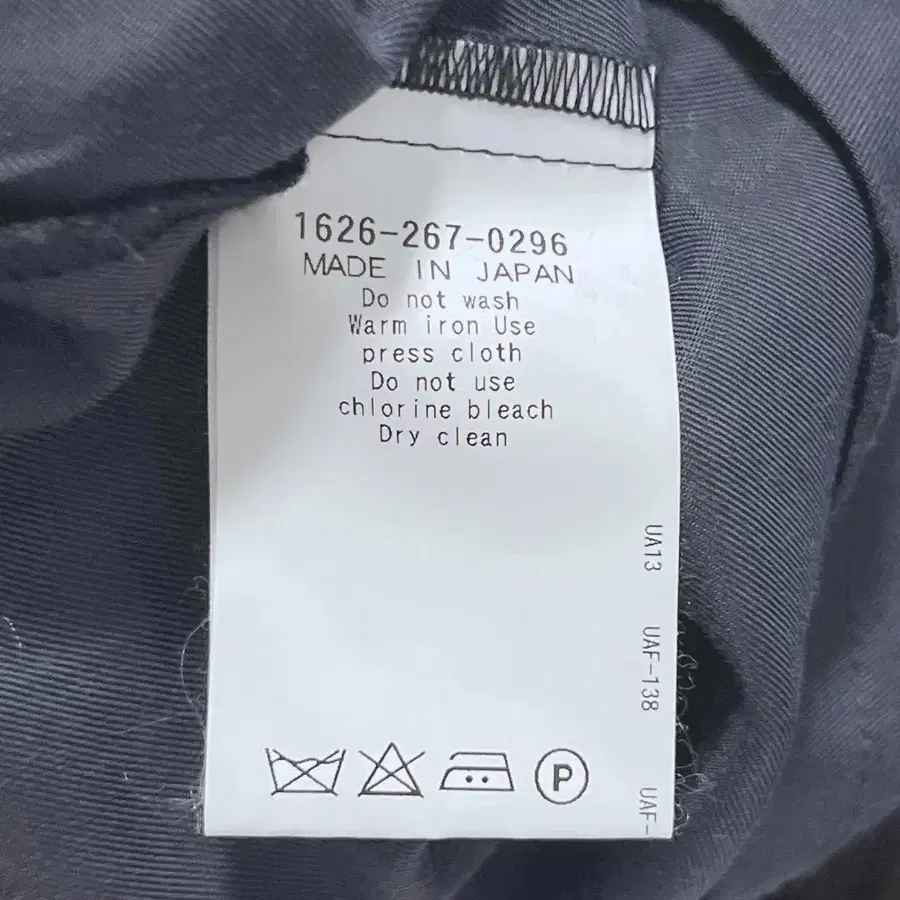 1626-267-0296
MADE IN JAPAN
Do not wash
Warm iron Use
press cloth
Do not use
chlorine bleach
Dry clean
UA13
UAF-138
UAF-
P